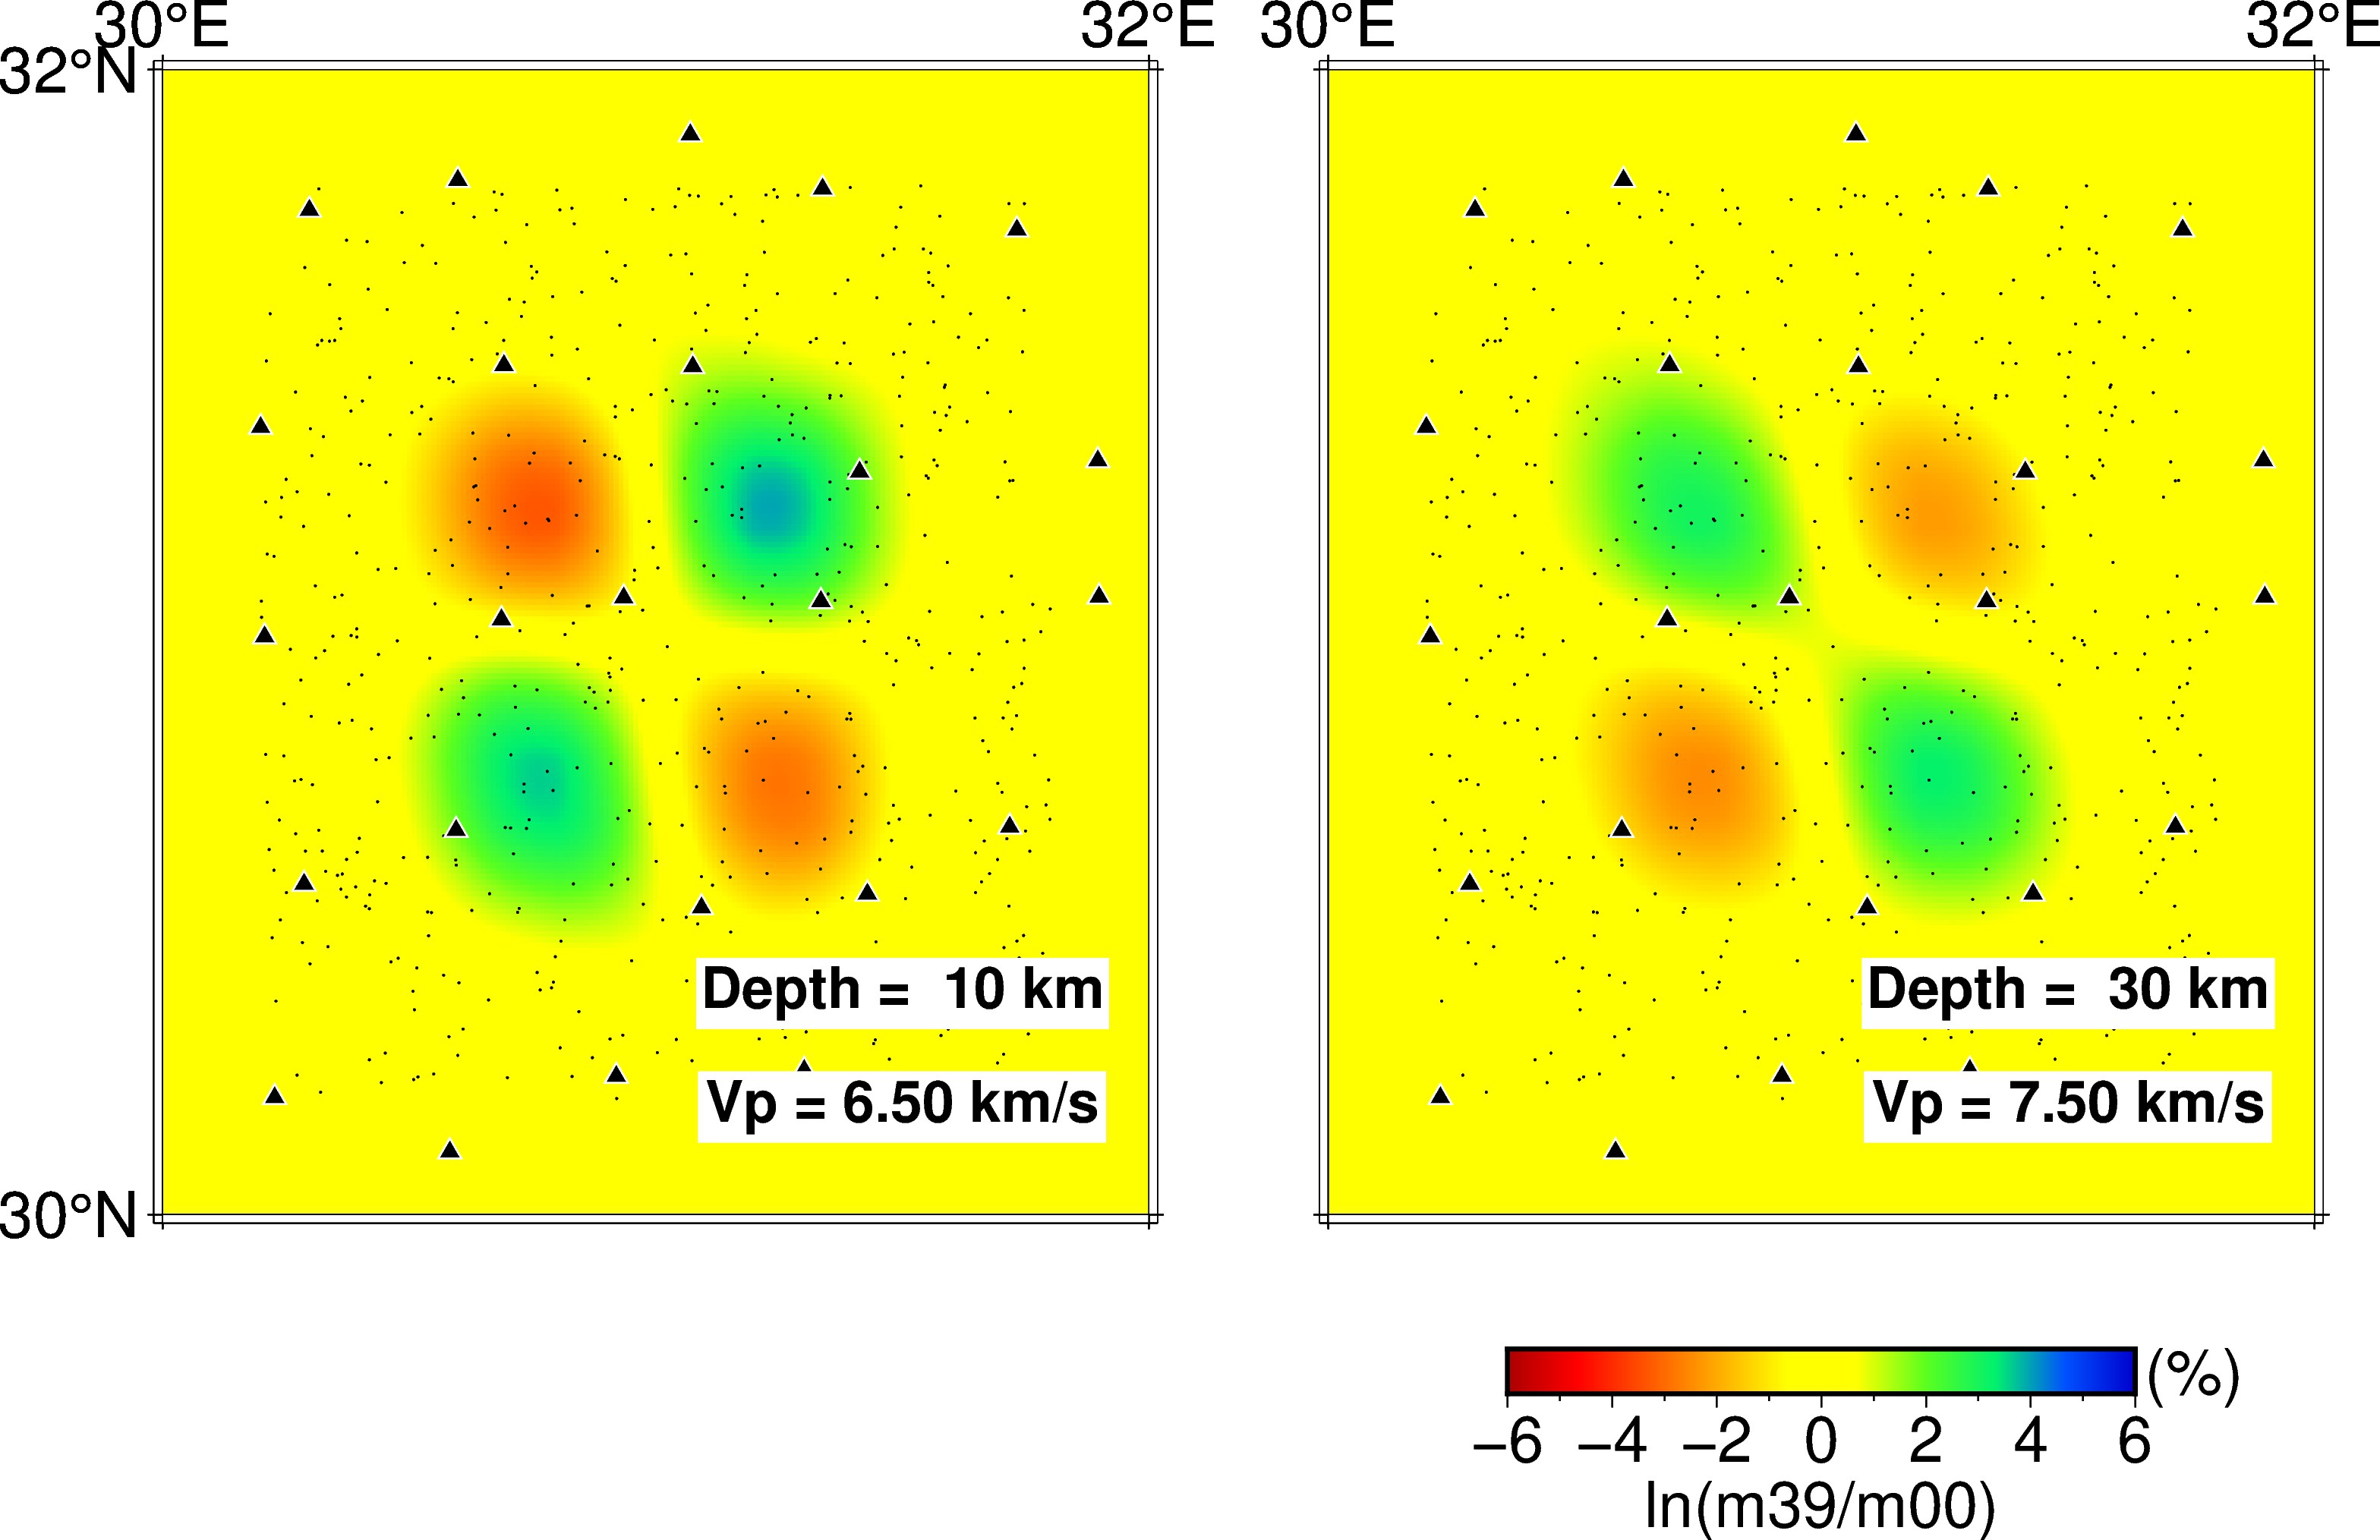 30°E 32°E 30°E 32°E
32°N
Depth = 10 km Depth = 30 km
Vp = 6.50 km/s Vp = 7.50 km/s
30°N
(%)
−6 −4 −2 0 2 4 6
ln(m39/m00)